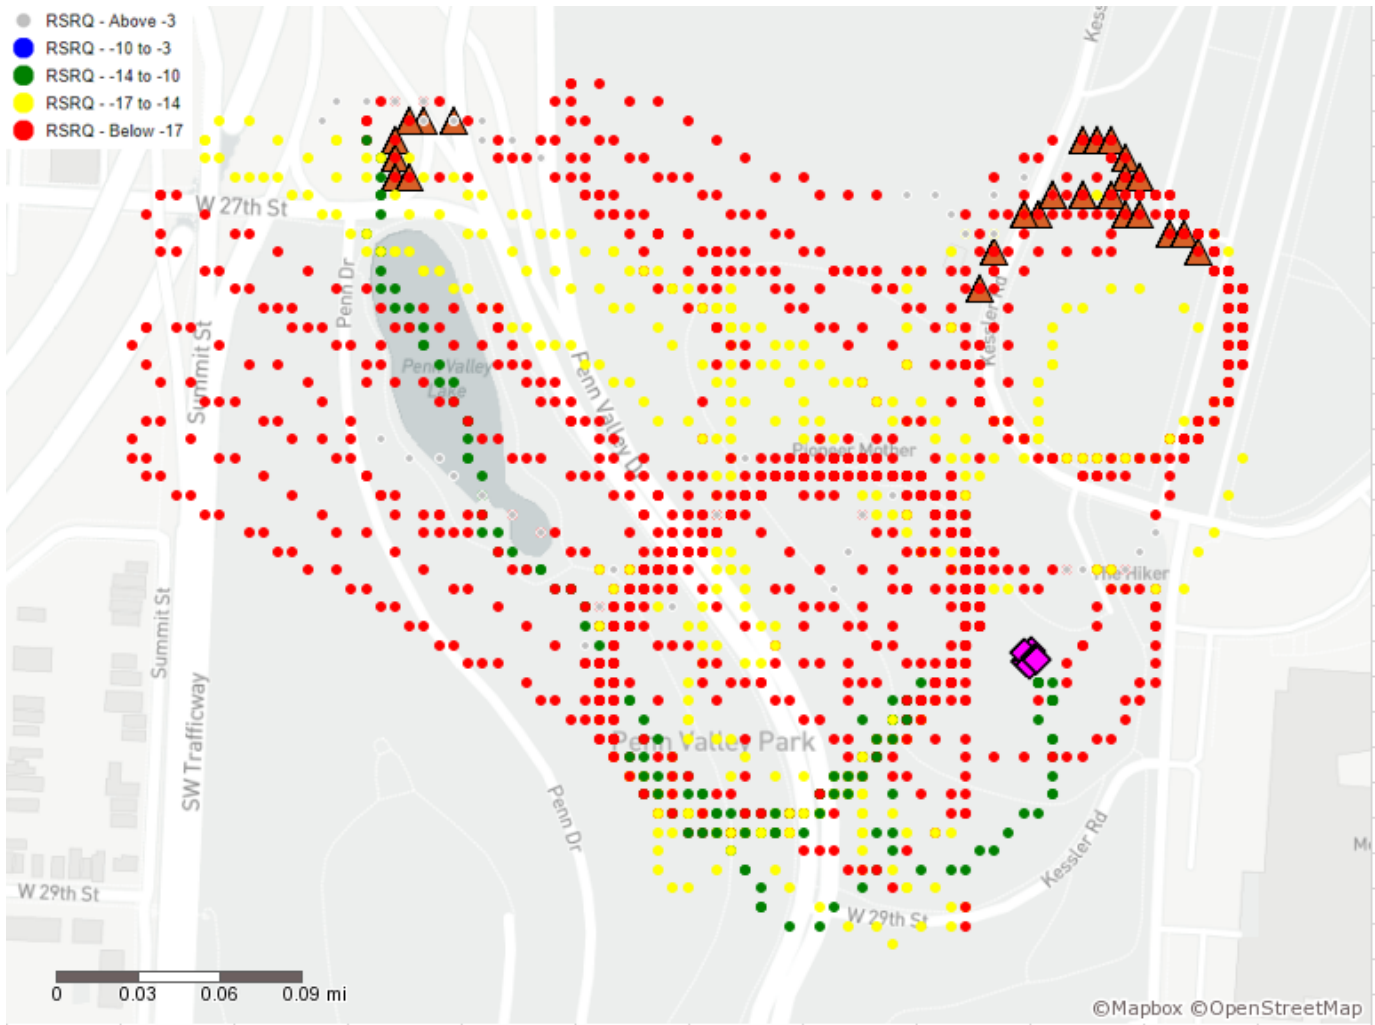 RSRQ - Above -3
RSRQ - -10 to -3
RSRQ - -14 to -10
RSRQ - -17 to -14
RSRQ - Below -17
Kess
W 27th St
Penn Dr
Summit St
Kessler Rd
Penn Valley
Lake
Penn Valley D
Pioneer Mother
The Hiker
Summit St
SW Trafficway
Penn Valley Park
Penn Dr
Kessler Rd
W 29th St
W 29th St
0 0.03 0.06 0.09 mi
©Mapbox ©OpenStreetMap